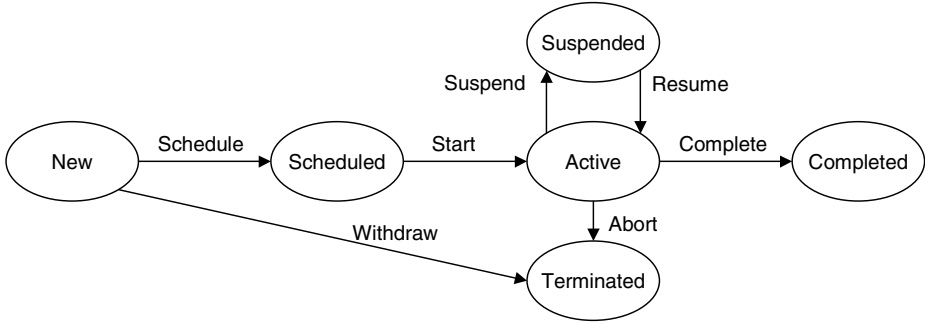 Suspended
Suspend
Resume
New
Schedule
Scheduled
Start
Active
Complete
Completed
Withdraw
Abort
Terminated